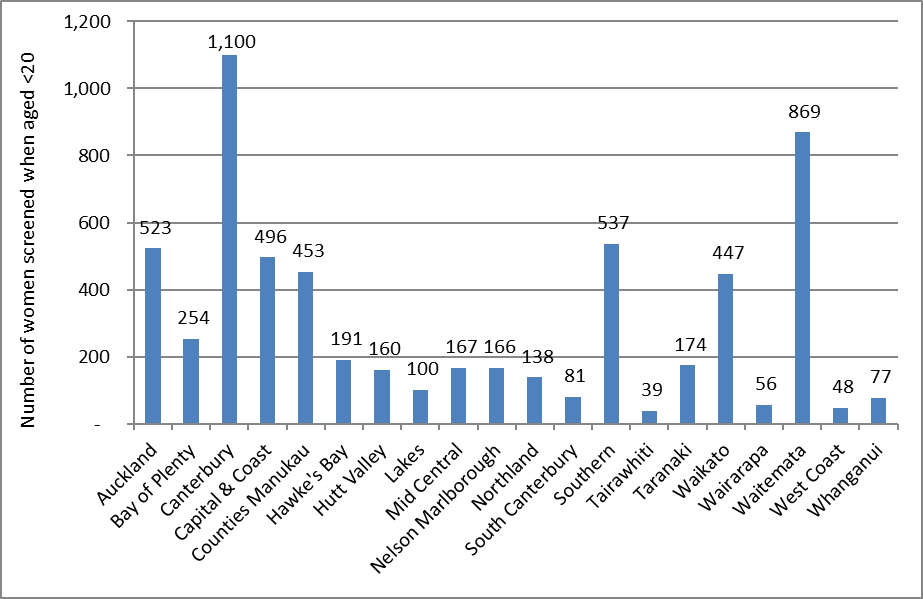 Number of women screened when aged <20
1,200
1,000
800
600
400
200
-
523
254
1,100
496
453
191
160
100
167
166
138
81
537
39
174
447
56
869
48
77
Auckland
Bay of Plenty
Canterbury
Capital & Coast
Counties Manukau
Hawke's Bay
Hutt Valley
Lakes
Mid Central
Nelson Marlborough
Northland
South Canterbury
Southern
Tairawhiti
Taranaki
Waikato
Wairarapa
Waitemata
West Coast
Whanganui